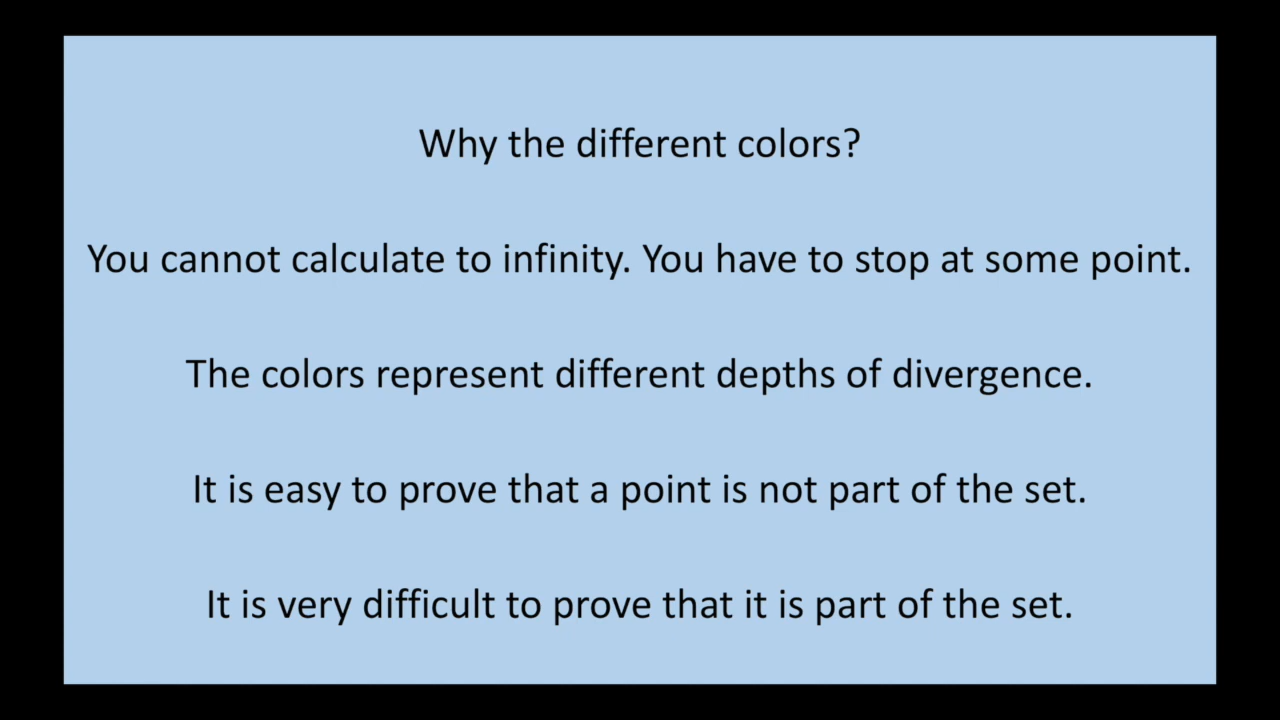 Why the different colors?
You cannot calculate to infinity. You have to stop at some point.
The colors represent different depths of divergence.
It is easy to prove that a point is not part of the set.
It is very difficult to prove that it is part of the set.